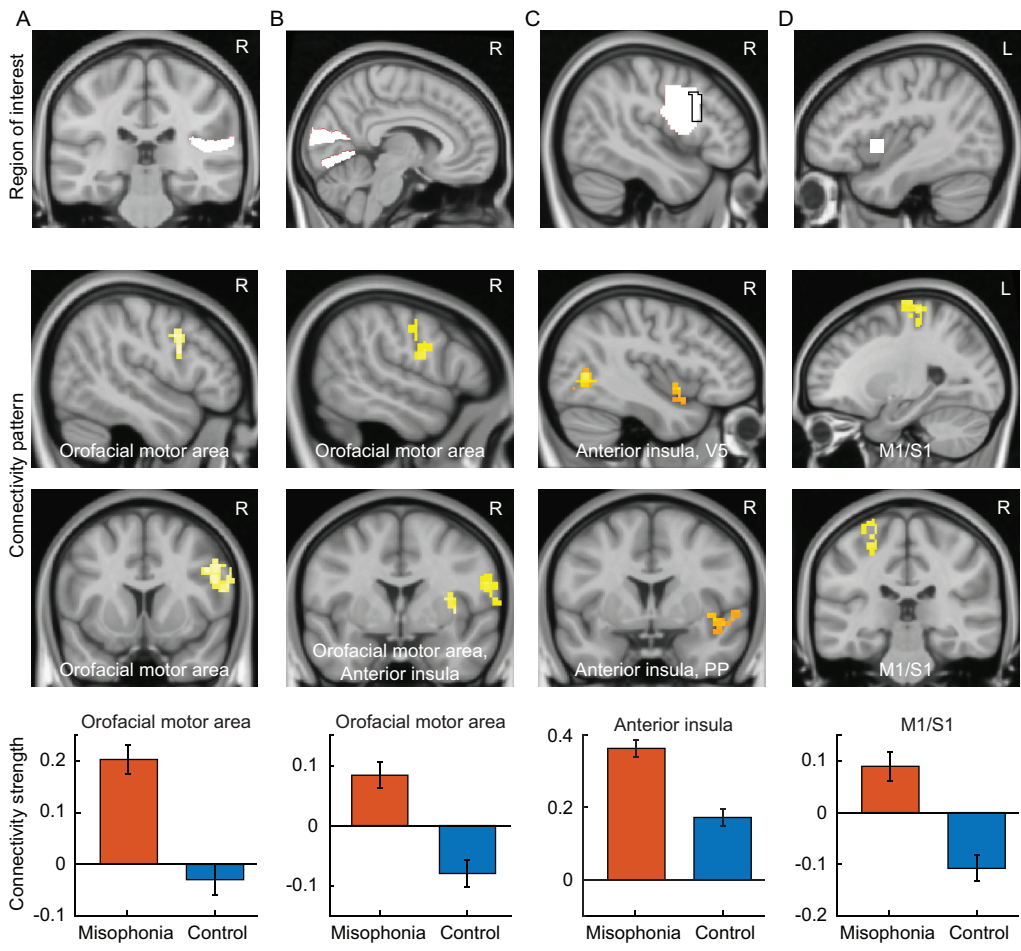 A
B
C
D
Region of interest
R
R
R
L
Connectivity pattern
R
R
R
L
Orofacial motor area
Orofacial motor area
Anterior insula, V5
M1/S1
R
R
R
R
Orofacial motor area
Orofacial motor area,
Anterior insula
Anterior insula, PP
M1/S1
Connectivity strength
Orofacial motor area
0.2
0.1
0
-0.1
Misophonia
Control
Orofacial motor area
0.1
0
-0.1
Misophonia
Control
Anterior insula
0.4
0.2
0
Misophonia
Control
M1/S1
0.1
0
-0.1
-0.2
Misophonia
Control